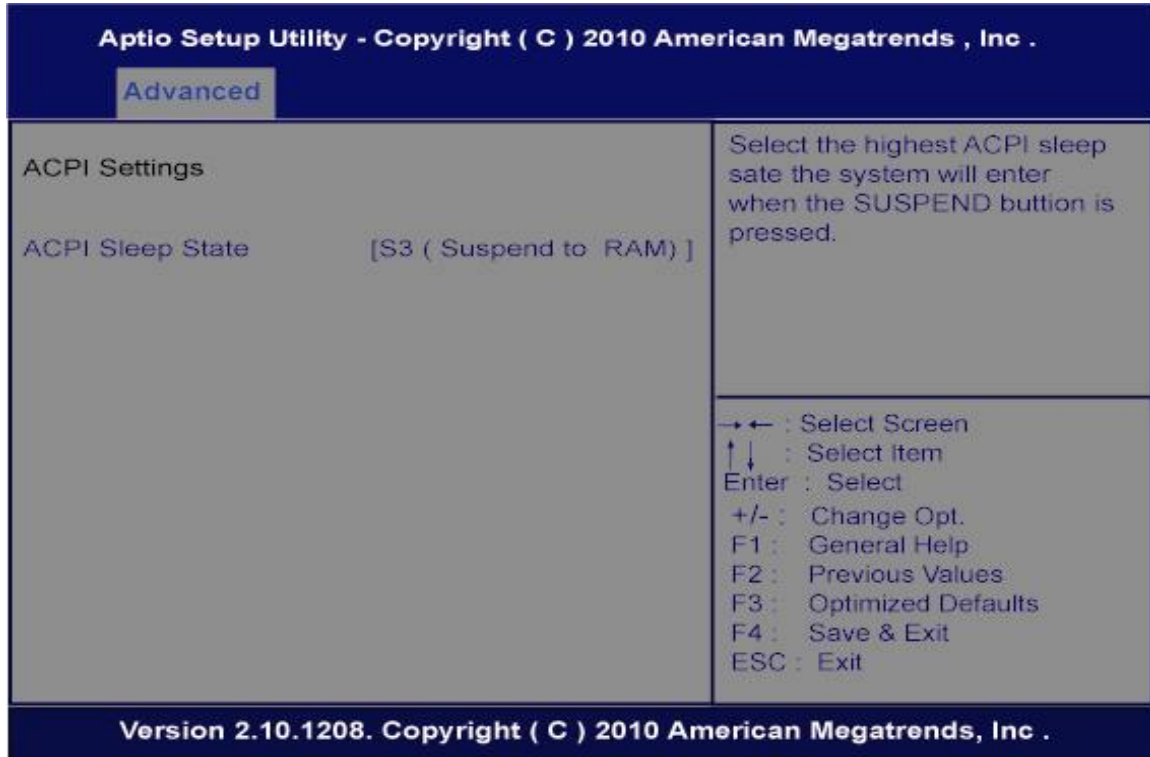 Aptio Setup Utility - Copyright ( C ) 2010 American Megatrends , Inc .
Advanced
ACPI Settings
ACPI Sleep State [S3 ( Suspend to RAM) ]
Select the highest ACPI sleep
sate the system will enter
when the SUSPEND buttion is
pressed.
→ ← : Select Screen
↑ ↓ : Select Item
Enter : Select
+/- : Change Opt.
F1 : General Help
F2 : Previous Values
F3 : Optimized Defaults
F4 : Save & Exit
ESC : Exit
Version 2.10.1208. Copyright ( C ) 2010 American Megatrends, Inc .